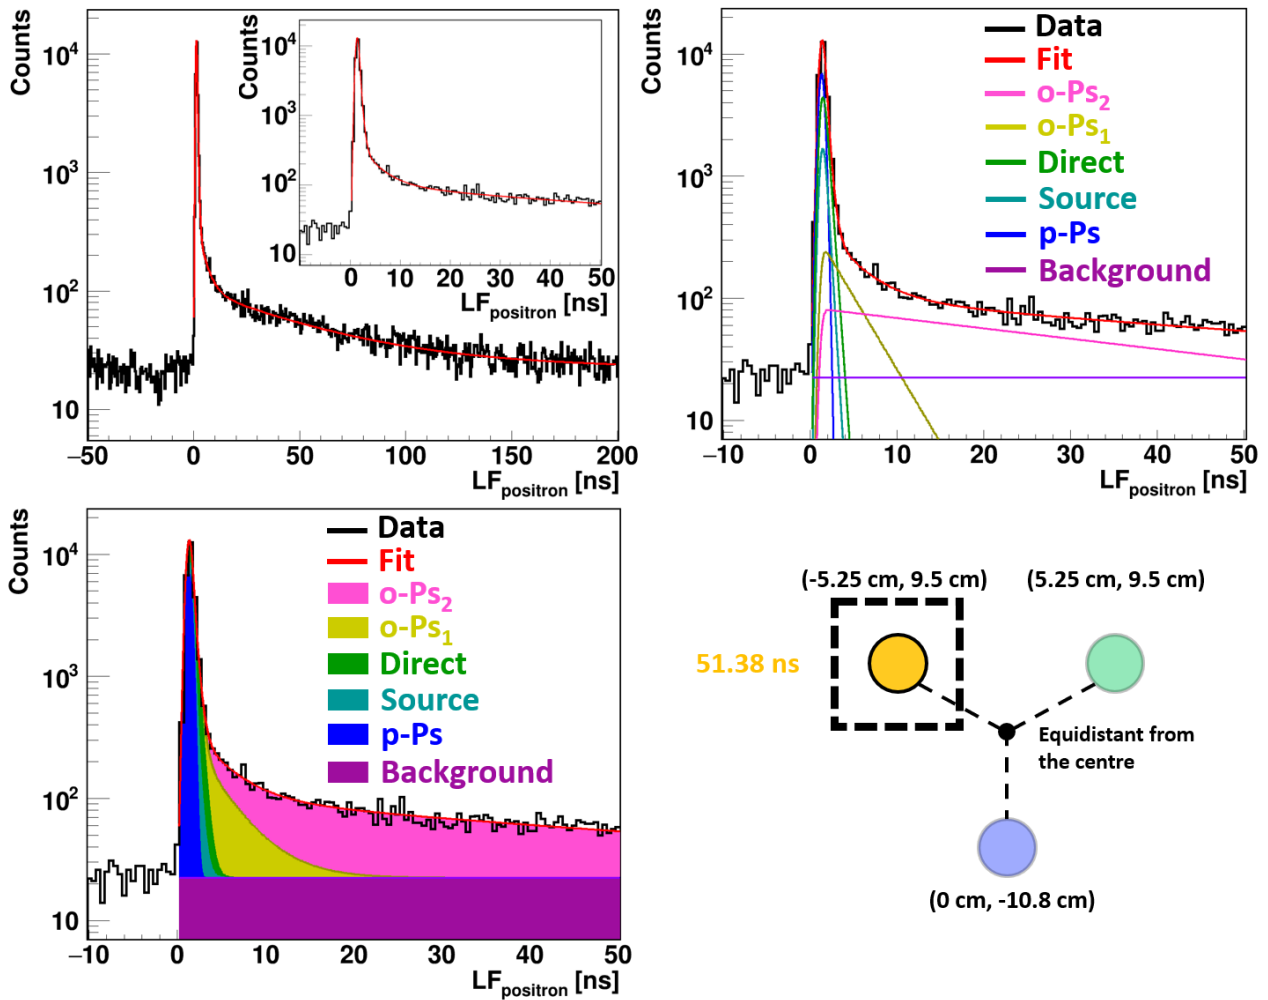 Counts
10⁴
10³
10²
10
−50
0
50
100
150
200
LF_positron [ns]
Counts
10⁴
10³
10²
10
0
10
20
30
40
50
LF_positron [ns]
Counts
10⁴
10³
10²
10
−10
0
10
20
30
40
50
LF_positron [ns]
Data
Fit
o-Ps₂
o-Ps₁
Direct
Source
p-Ps
Background
Counts
10⁴
10³
10²
10
−10
0
10
20
30
40
50
LF_positron [ns]
Data
Fit
o-Ps₂
o-Ps₁
Direct
Source
p-Ps
Background
(-5.25 cm, 9.5 cm)
(5.25 cm, 9.5 cm)
51.38 ns
Equidistant from
the centre
(0 cm, -10.8 cm)